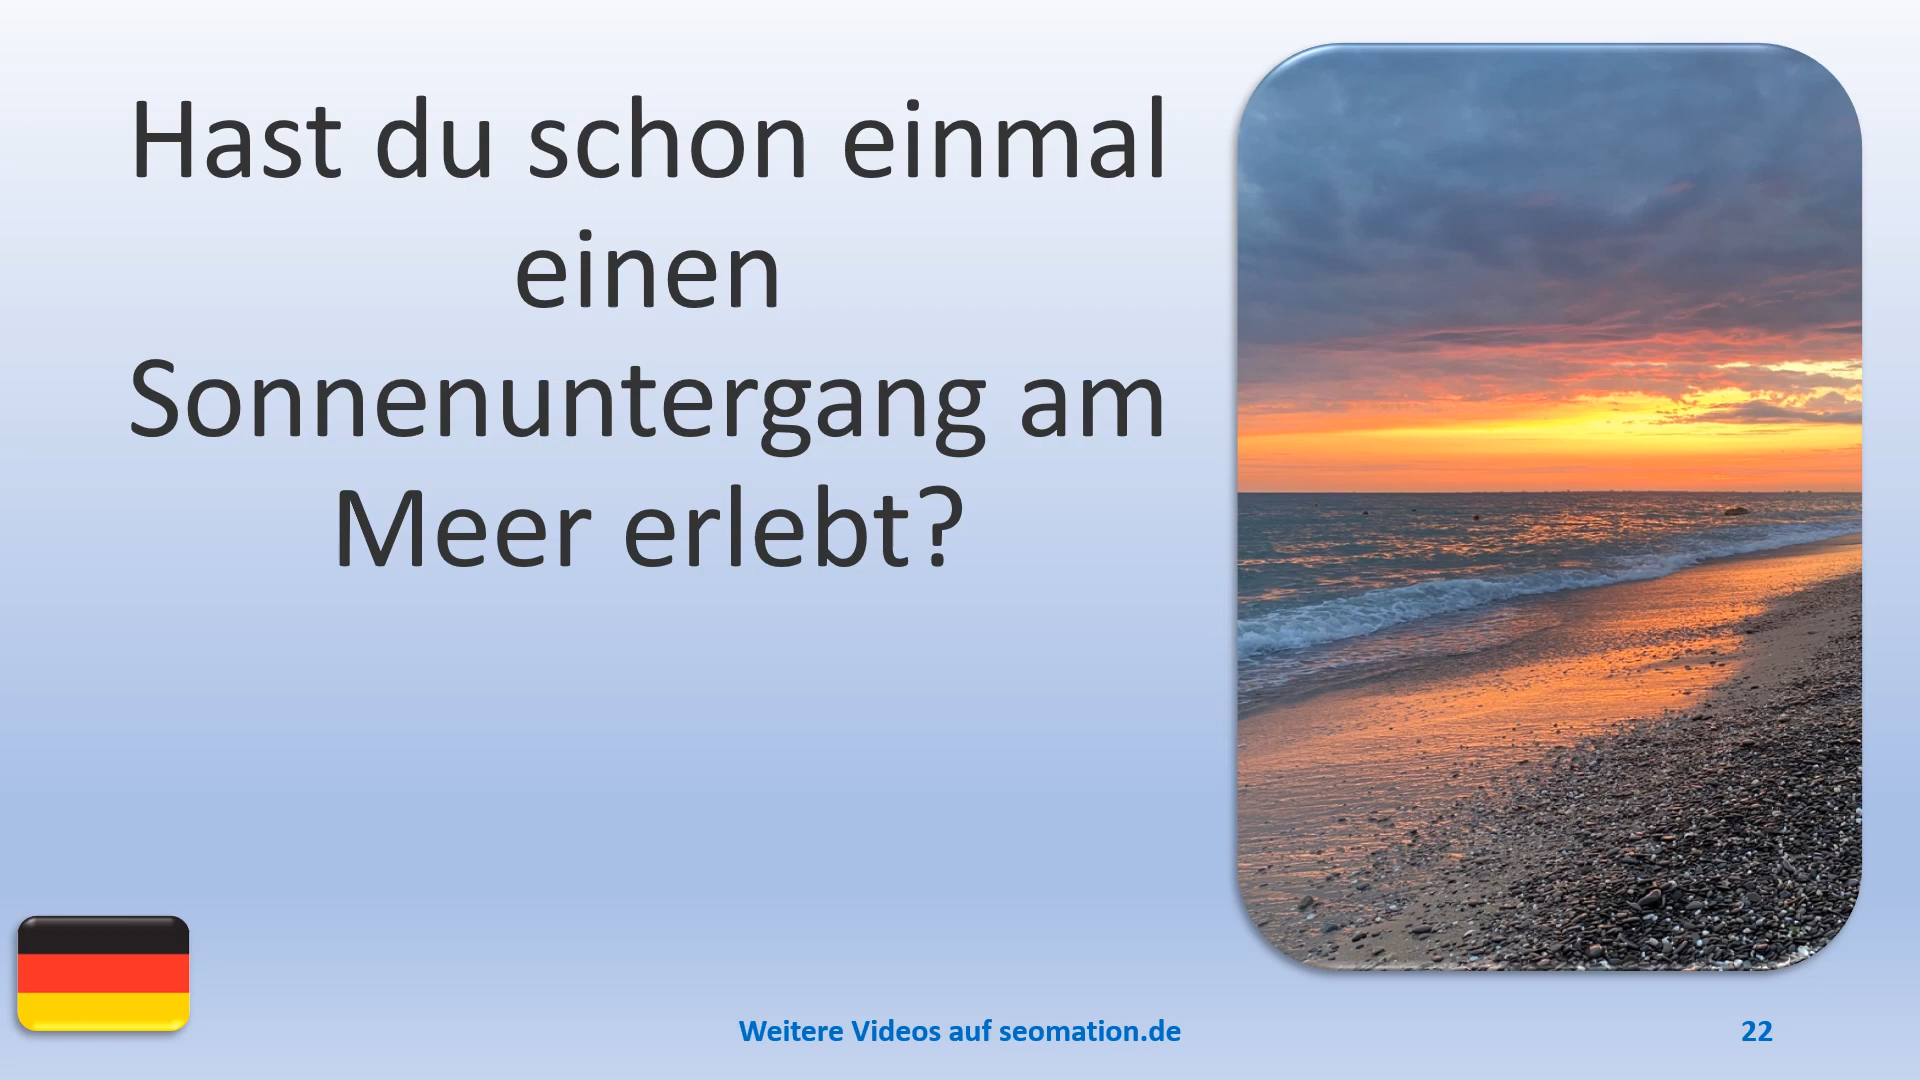 Hast du schon einmal
einen
Sonnenuntergang am
Meer erlebt?
Weitere Videos auf seomation.de
22